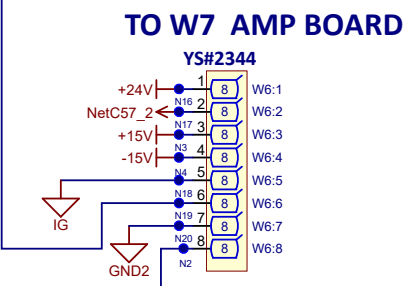 TO W7 AMP BOARD
YS#2344
+24V 1 8 W6:1
N16
NetC57_2 2 8 W6:2
N17
+15V 3 8 W6:3
N3
-15V 4 8 W6:4
N4
5 8 W6:5
N18
6 8 W6:6
IG
N19
7 8 W6:7
N20
8 8 W6:8
N2
GND2